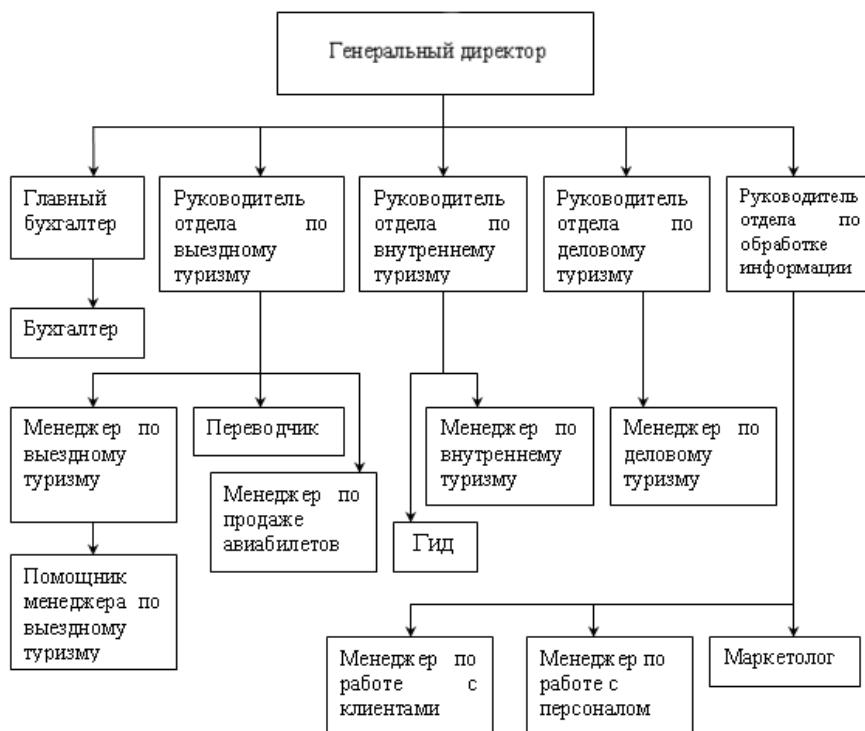 Генеральный директор
Главный
бухгалтер
Руководитель
отдела по
выездному
туризму
Руководитель
отдела по
внутреннему
туризму
Руководитель
отдела по
деловому
туризму
Руководитель
отдела по
обработке
информации
Бухгалтер
Менеджер по
выездному
туризму
Переводчик
Менеджер по
внутреннему
туризму
Менеджер по
деловому
туризму
Менеджер по
продаже
авиабилетов
Гид
Помощник
менеджера по
выездному
туризму
Менеджер по
работе с
клиентами
Менеджер по
работе с
персоналом
Маркетолог